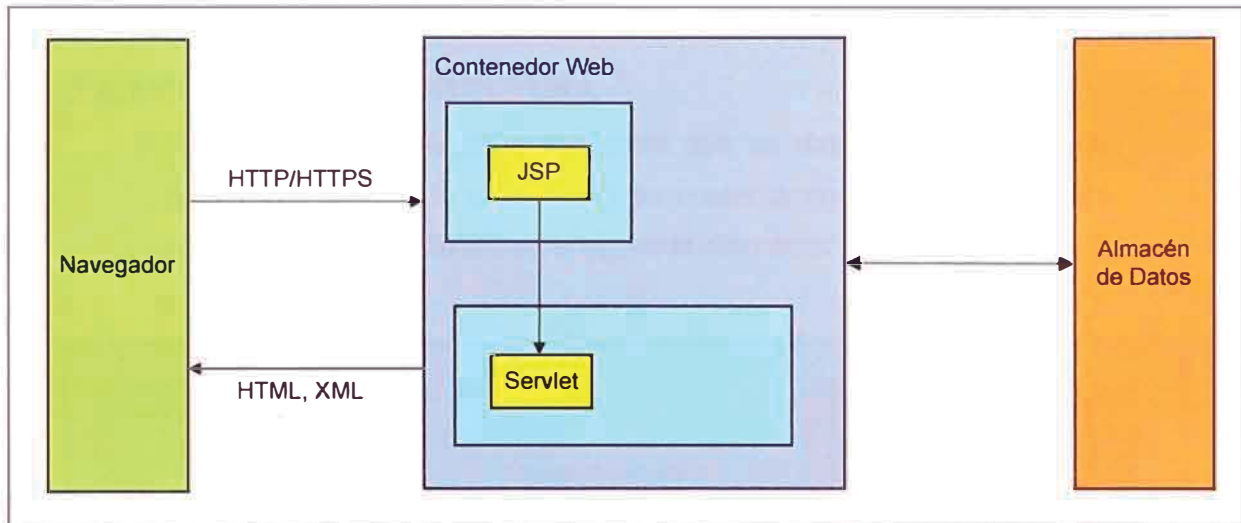 Contenedor Web
JSP
HTTP/HTTPS
Navegador
Almacén
de Datos
Servlet
HTML, XML